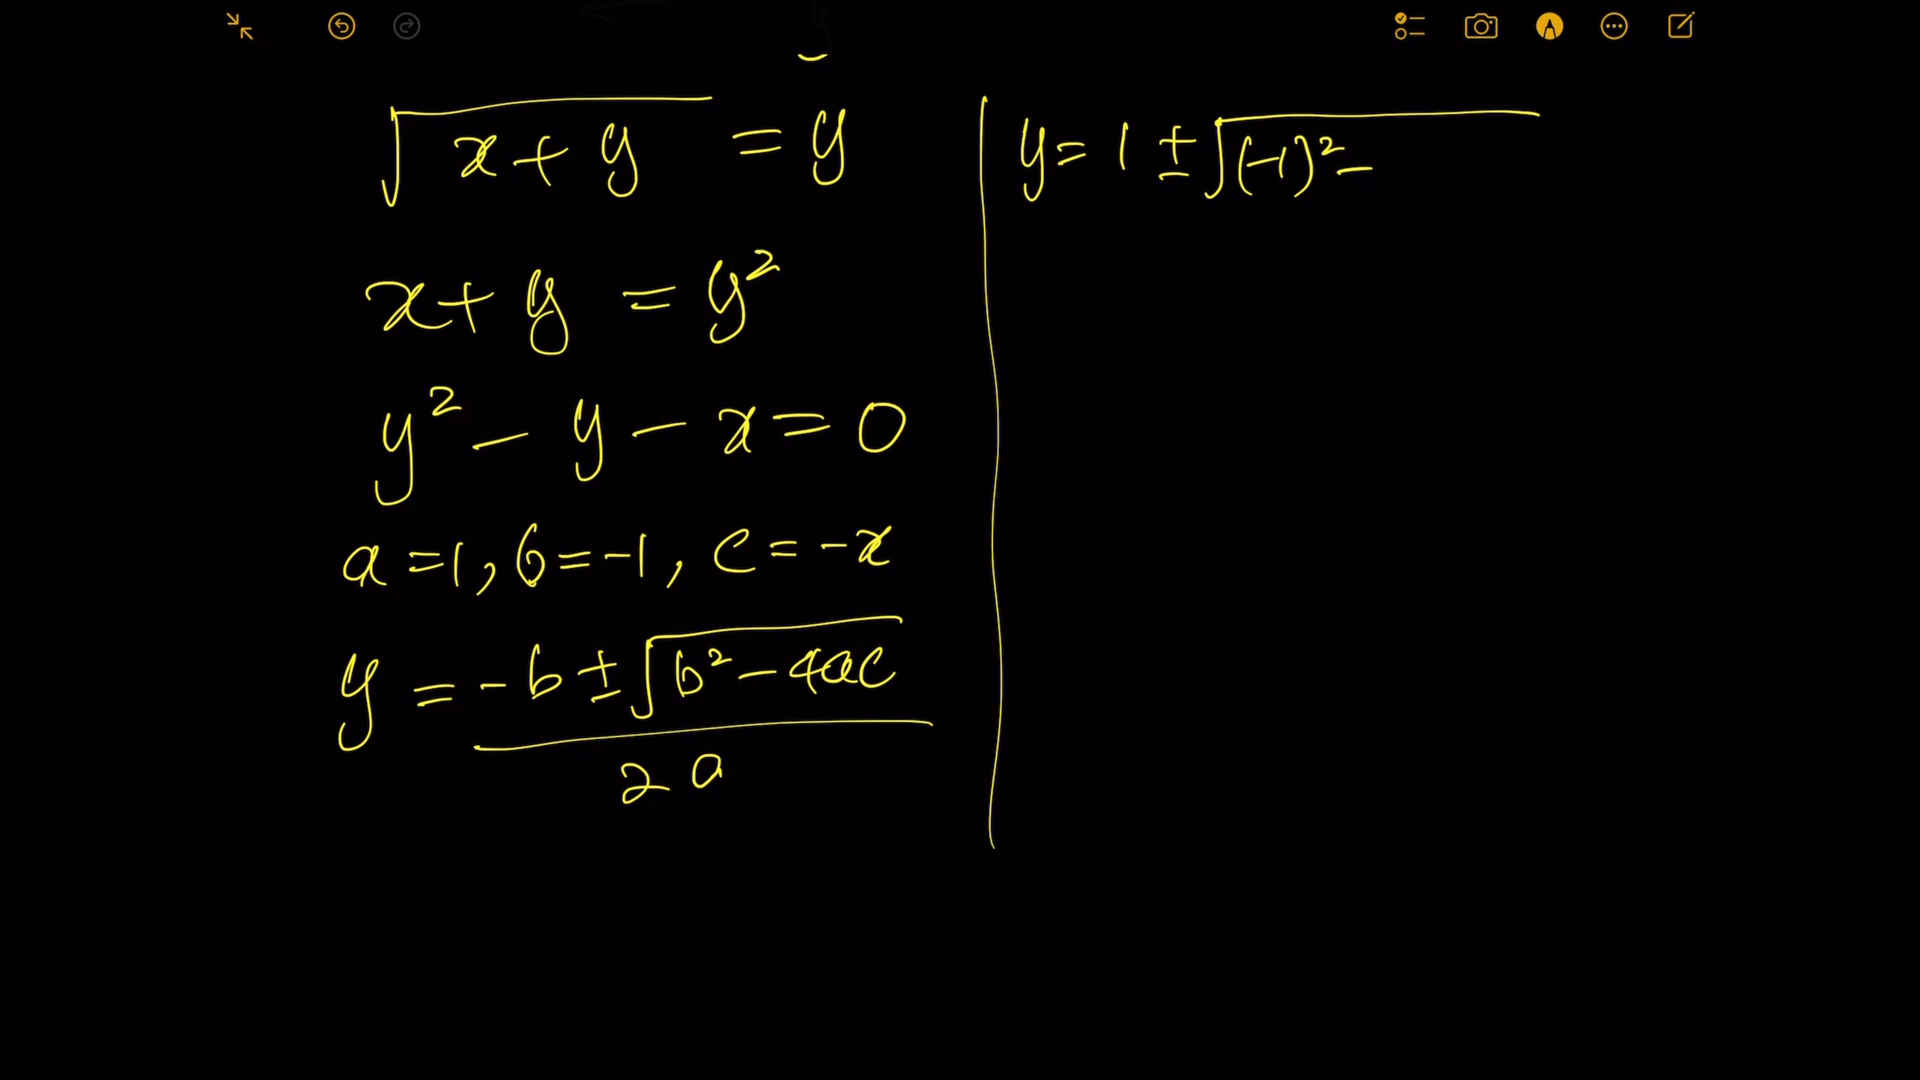 √(x+y) = y
x+y = y²
y² - y - x = 0
a=1, b=-1, c=-x
y = (-b ± √(b² - 4ac)) / 2a
y = 1 ± √((-1)² -